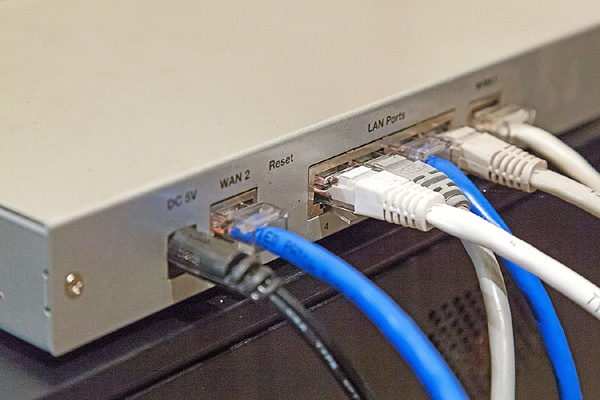 DC 5V
WAN 2
Reset
LAN Ports
4